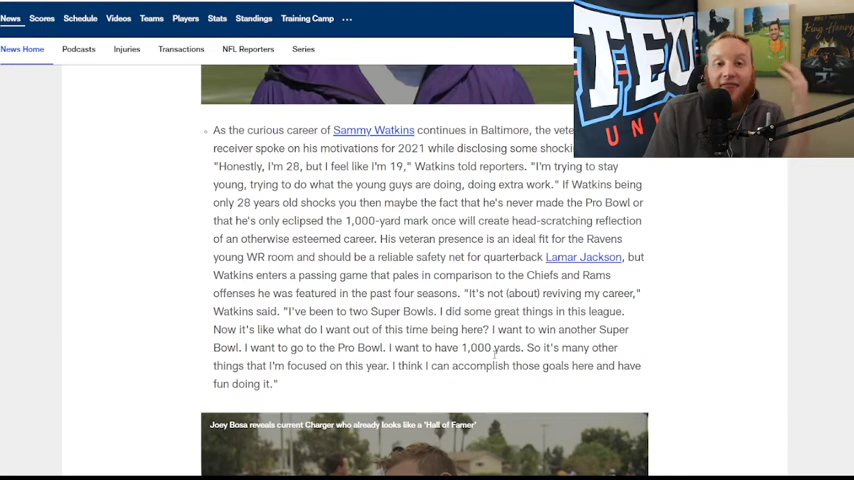 News Scores Schedule Videos Teams Players Stats Standings Training Camp ...
News Home Podcasts Injuries Transactions NFL Reporters Series
TEU
UNI
King Henry
As the curious career of Sammy Watkins continues in Baltimore, the
receiver spoke on his motivations for 2021 while disclosing some
"Honestly, I'm 28, but I feel like I'm 19," Watkins told reporters. "I'm trying to stay
young, trying to do what the young guys are doing, doing extra work." If Watkins being
only 28 years old shocks you then maybe the fact that he's never made the Pro Bowl or
that he's only eclipsed the 1,000-yard mark once will create head-scratching reflection
of an otherwise esteemed career. His veteran presence is an ideal fit for the Ravens
young WR room and should be a reliable safety net for quarterback Lamar Jackson, but
Watkins enters a passing game that pales in comparison to the Chiefs and Rams
offenses he was featured in the past four seasons. "It's not (about) reviving my career,"
Watkins said. "I've been to two Super Bowls. I did some great things in this league.
Now it's like what do I want out of this time being here? I want to win another Super
Bowl. I want to go to the Pro Bowl. I want to have 1,000 yards. So it's many other
things that I'm focused on this year. I think I can accomplish those goals here and have
fun doing it."
Joey Bosa reveals current Charger who already looks like a 'Hall of Famer'